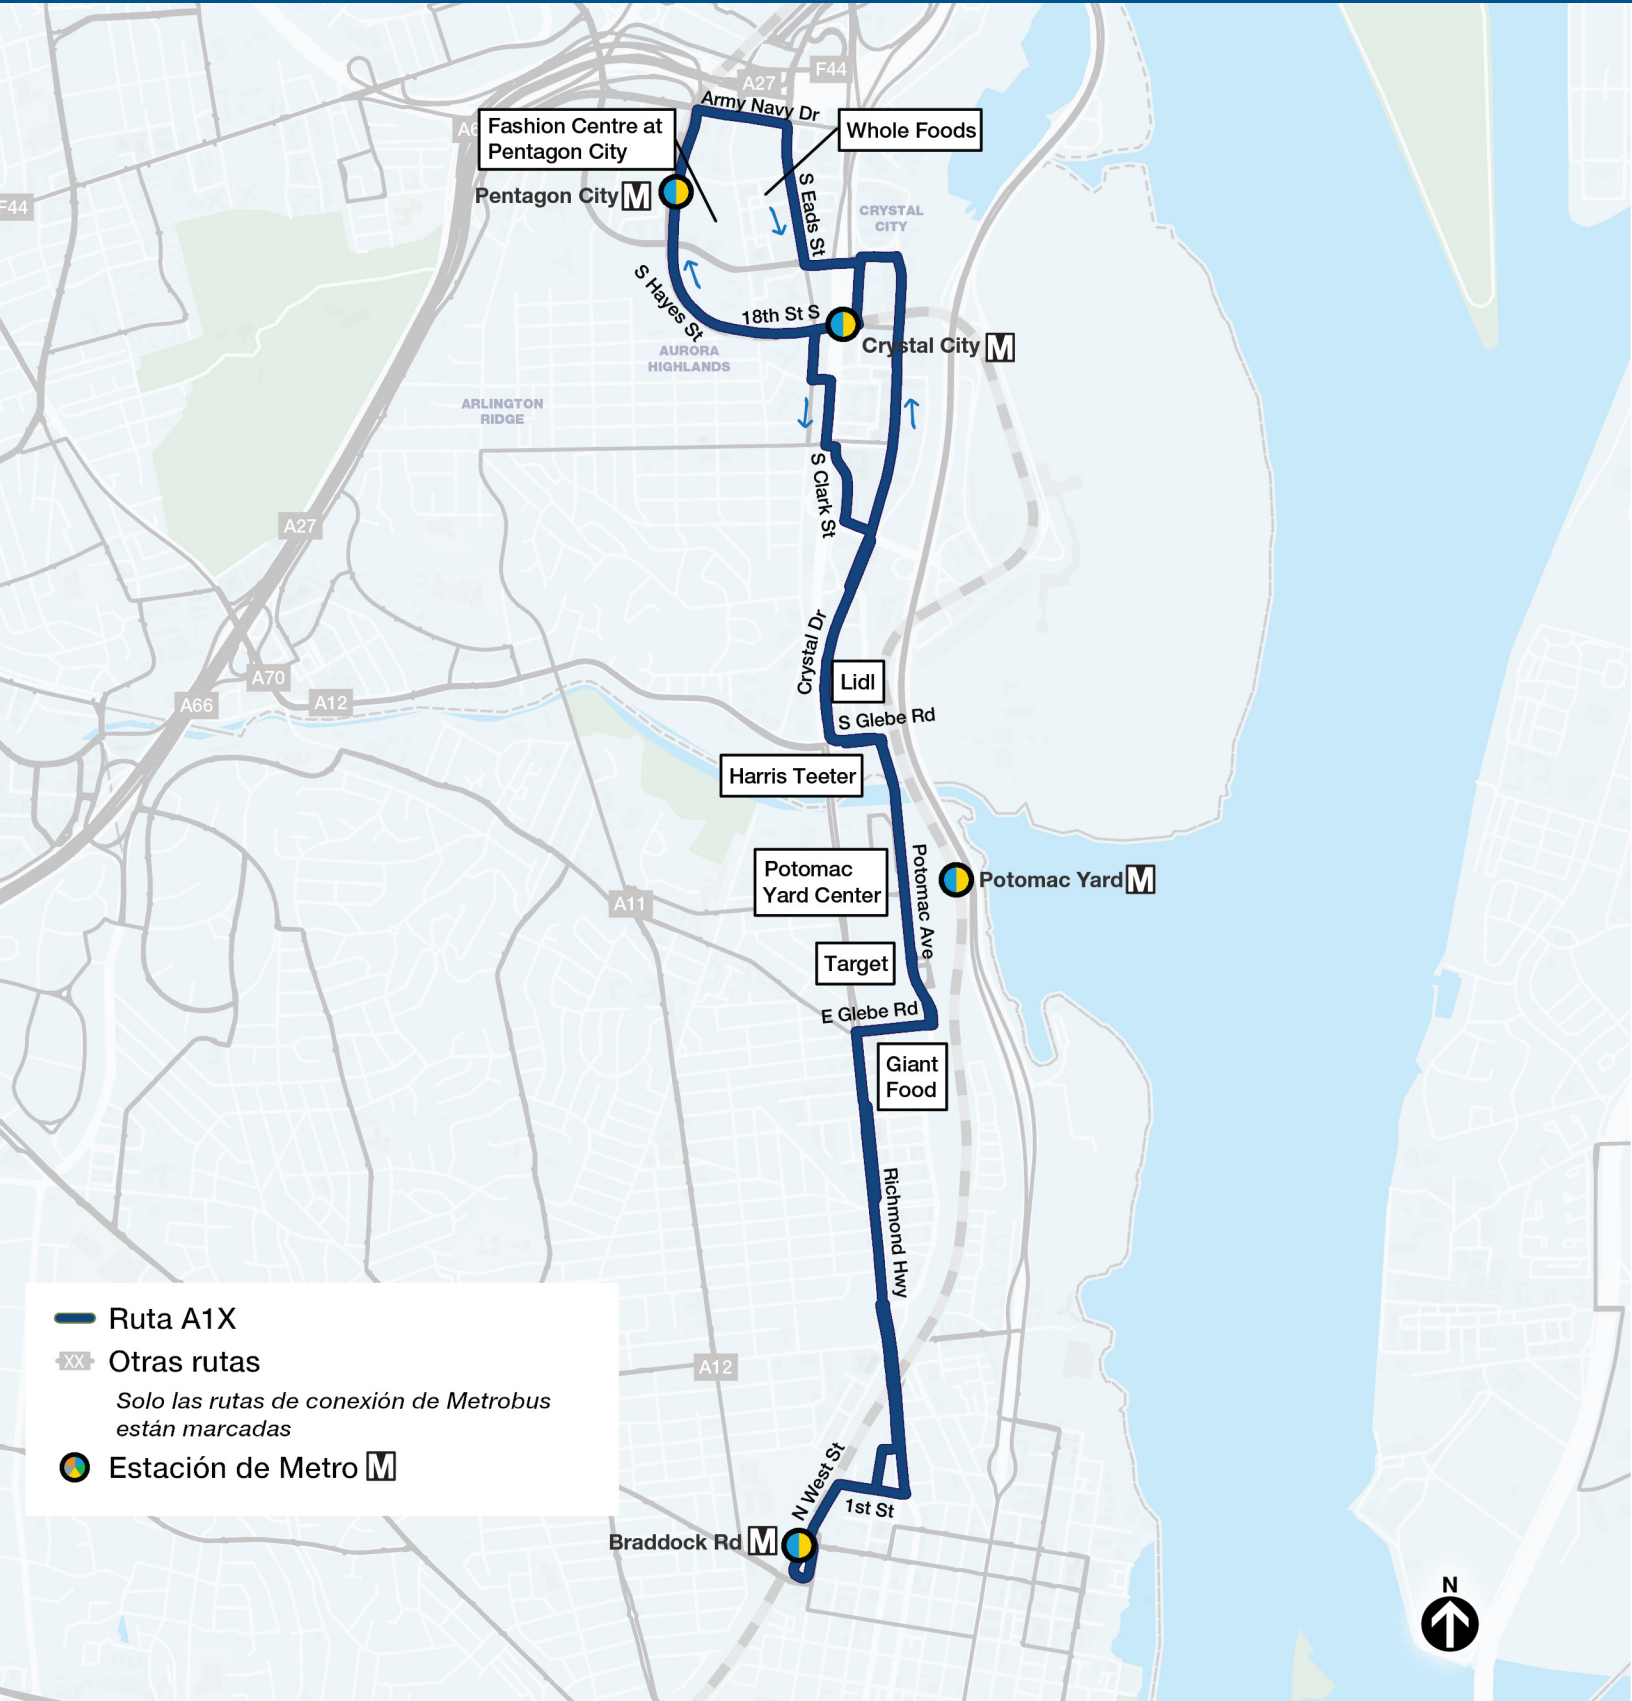 F44
A27
Army Navy Dr
Fashion Centre at
Pentagon City
Whole Foods
Pentagon City M
F44
S Eads St
CRYSTAL
CITY
S Hayes St
18th St S
Crystal City M
AURORA
HIGHLANDS
ARLINGTON
RIDGE
S Clark St
A27
Crystal Dr
A70
A66
A12
Lidl
S Glebe Rd
Harris Teeter
Potomac
Yard Center
Potomac Ave
Potomac Yard M
A11
Target
E Glebe Rd
Giant
Food
Richmond Hwy
Ruta A1X
XX Otras rutas
Solo las rutas de conexión de Metrobus
están marcadas
Estación de Metro M
A12
N West St
1st St
Braddock Rd M
N